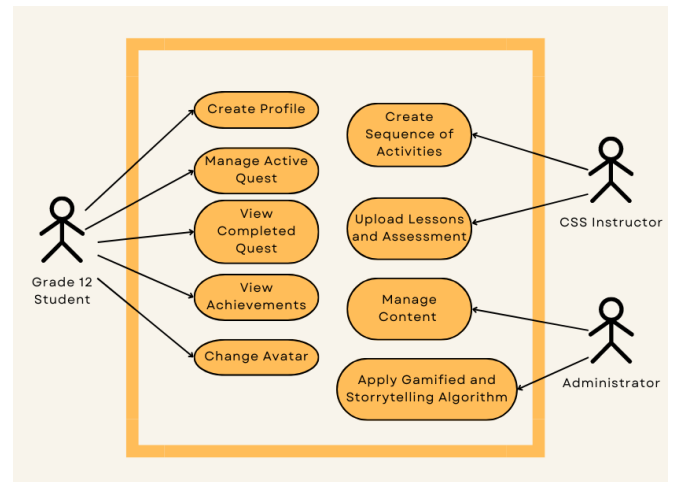 Create Profile
Manage Active
Quest
View
Completed
Quest
View
Achievements
Change Avatar
Grade 12
Student
Create
Sequence of
Activities
Upload Lessons
and Assessment
Manage
Content
Apply Gamified and
Storrytelling Algorithm
CSS Instructor
Administrator